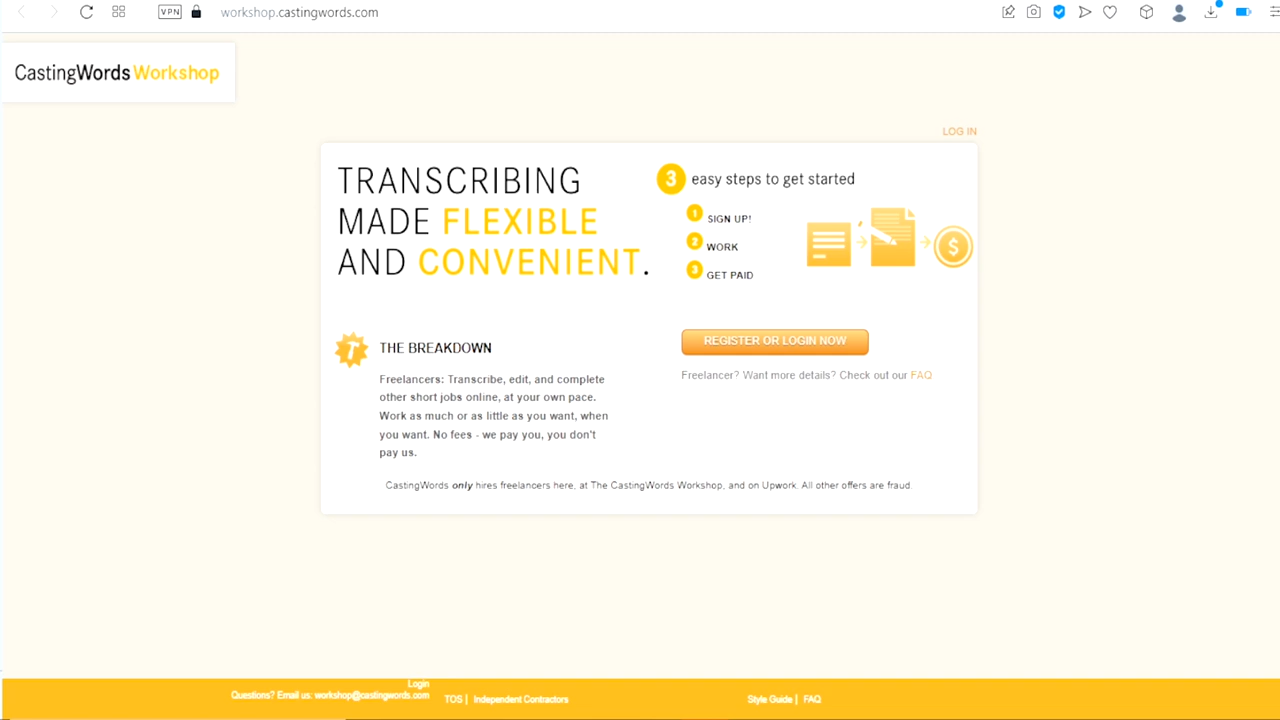 VPN
workshop.castingwords.com
CastingWords Workshop
LOG IN
TRANSCRIBING
MADE FLEXIBLE
AND CONVENIENT.
3 easy steps to get started
1 SIGN UP!
2 WORK
3 GET PAID
$
T THE BREAKDOWN
Freelancers: Transcribe, edit, and complete
other short jobs online, at your own pace.
Work as much or as little as you want, when
you want. No fees - we pay you, you don't
pay us.
REGISTER OR LOGIN NOW
Freelancer? Want more details? Check out our FAQ
CastingWords only hires freelancers here, at The CastingWords Workshop, and on Upwork. All other offers are fraud.
Login
Questions? Email us: workshop@castingwords.com
TOS | Independent Contractors
Style Guide | FAQ